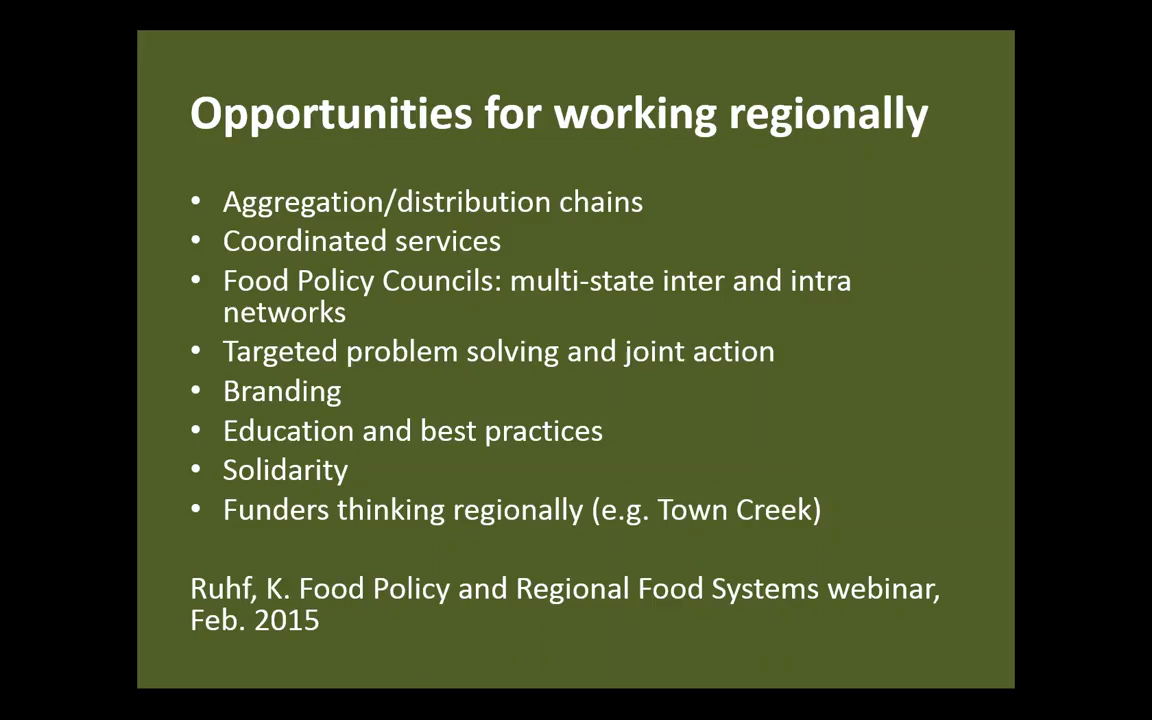 Opportunities for working regionally
• Aggregation/distribution chains
• Coordinated services
• Food Policy Councils: multi-state inter and intra
networks
• Targeted problem solving and joint action
• Branding
• Education and best practices
• Solidarity
• Funders thinking regionally (e.g. Town Creek)
Ruhf, K. Food Policy and Regional Food Systems webinar,
Feb. 2015